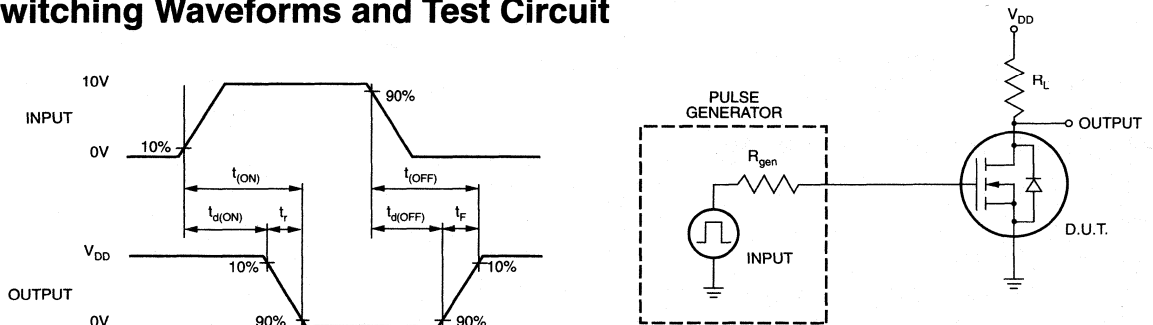 witching Waveforms and Test Circuit
10V
INPUT
0V
10%
90%
t(ON)
t(OFF)
td(ON)
tr
td(OFF)
tF
VDD
OUTPUT
0V
10%
10%
90%
90%
PULSE
GENERATOR
Rgen
INPUT
VDD
RL
OUTPUT
D.U.T.